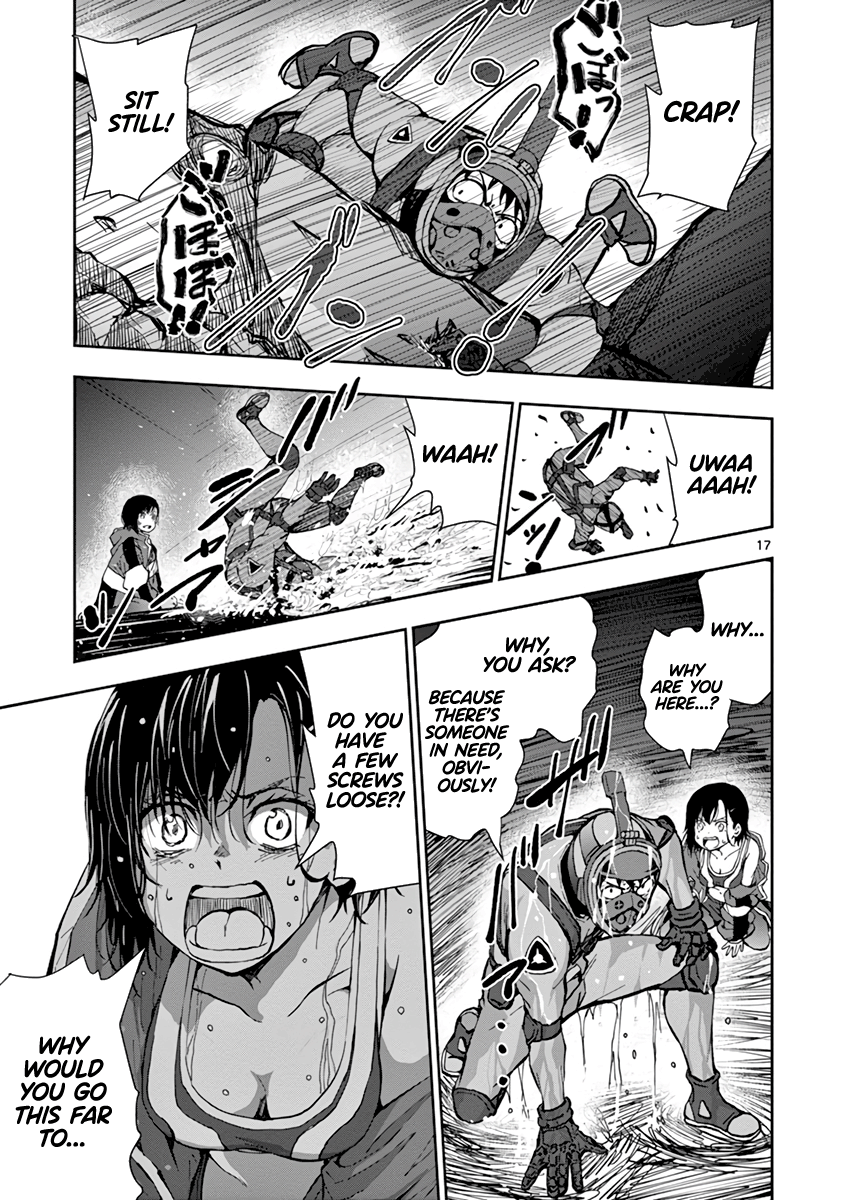 CRAP!
ごぼっ
SIT
STILL!
ごぼぼ!!
UWAA
AAAH!
WAAH!
17
WHY...
WHY
ARE YOU
HERE...?
WHY,
YOU ASK?
BECAUSE
THERE'S
SOMEONE
IN NEED,
OBVI-
OUSLY!
DO YOU
HAVE
A FEW
SCREWS
LOOSE?!
WHY
WOULD
YOU GO
THIS FAR
TO...